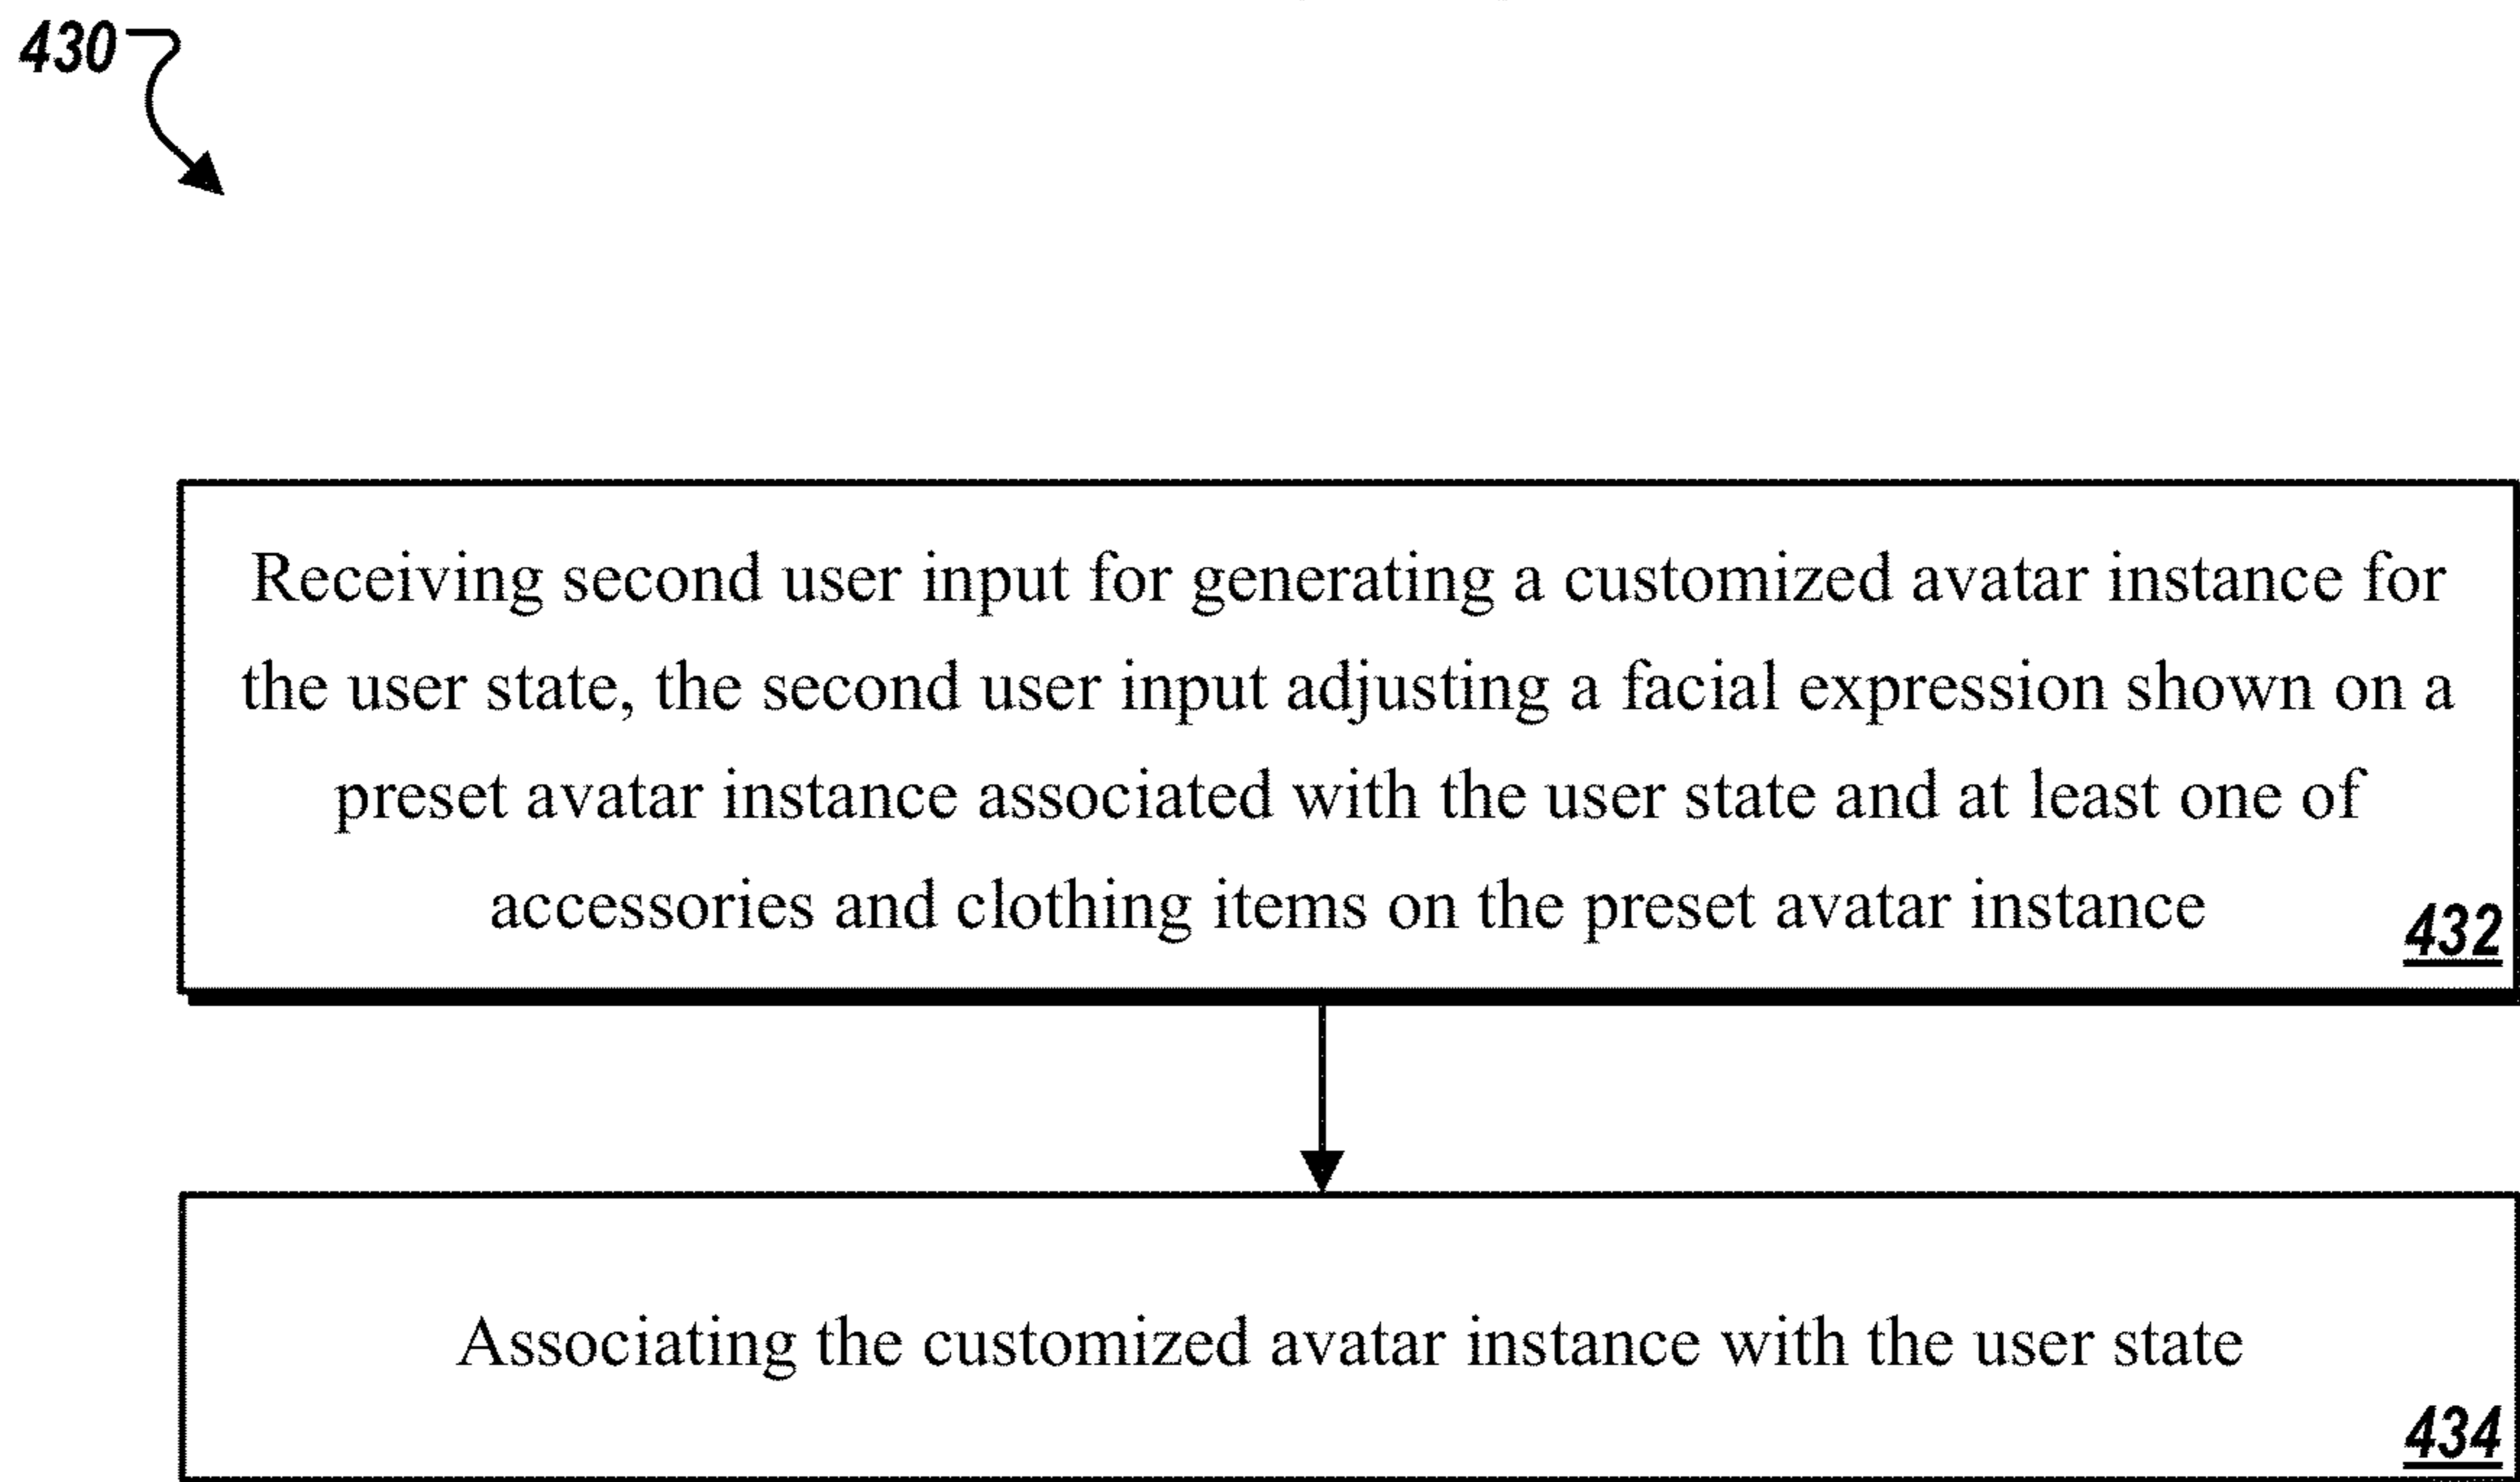 430
Receiving second user input for generating a customized avatar instance for
the user state, the second user input adjusting a facial expression shown on a
preset avatar instance associated with the user state and at least one of
accessories and clothing items on the preset avatar instance
432
Associating the customized avatar instance with the user state
434